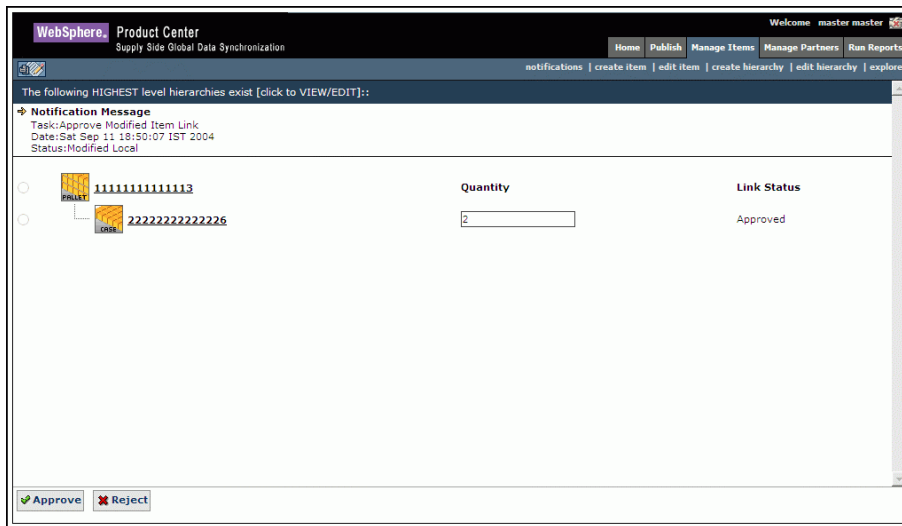 Welcome master master
WebSphere. Product Center
Supply Side Global Data Synchronization
Home Publish Manage Items Manage Partners Run Reports
notifications | create item | edit item | create hierarchy | edit hierarchy | explore
The following HIGHEST level hierarchies exist [click to VIEW/EDIT]::
Notification Message
Task:Approve Modified Item Link
Date:Sat Sep 11 18:50:07 IST 2004
Status:Modified Local
PALLET 11111111111113 Quantity Link Status
CASE 22222222222226 2 Approved
Approve Reject